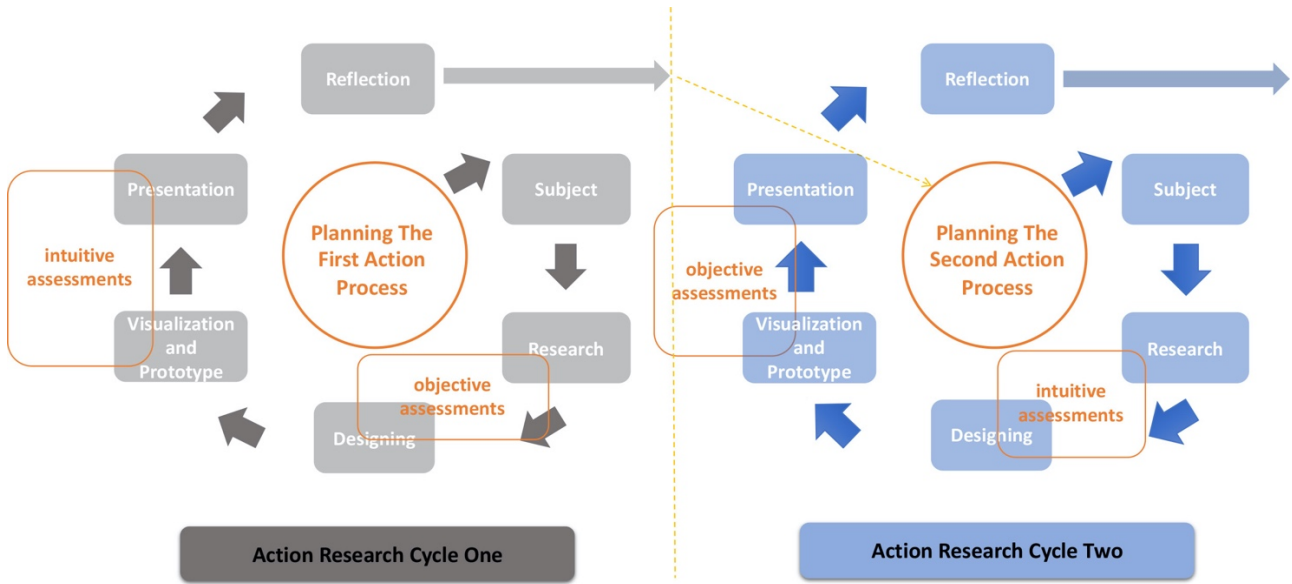 Reflection
Presentation
Subject
intuitive
assessments
Planning The
First Action
Process
Visualization
and
Prototype
Research
objective
assessments
Designing
Action Research Cycle One
Reflection
Presentation
Subject
objective
assessments
Planning The
Second Action
Process
Visualization
and
Prototype
Research
intuitive
assessments
Designing
Action Research Cycle Two